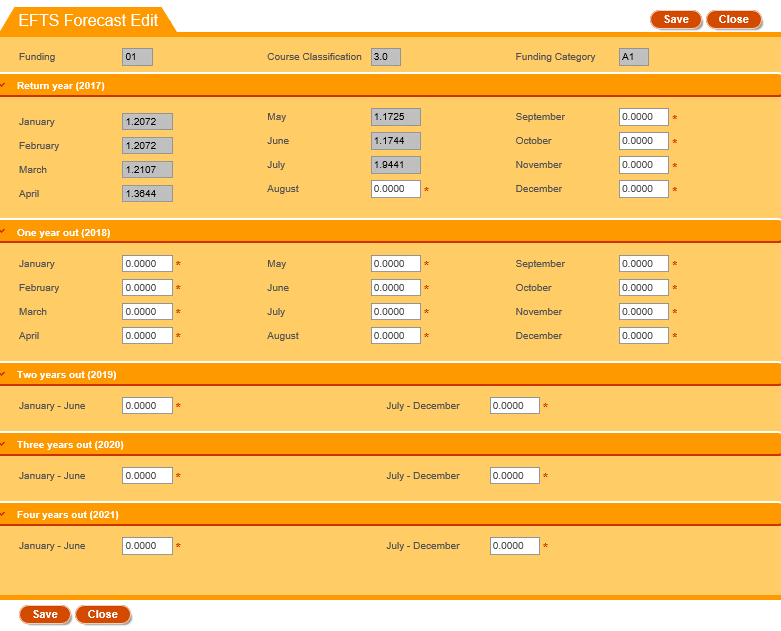 EFTS Forecast Edit Save Close
Funding 01 Course Classification 3.0 Funding Category A1
Return year (2017)
January 1.2072 May 1.1725 September 0.0000 *
February 1.2072 June 1.1744 October 0.0000 *
March 1.2107 July 1.9441 November 0.0000 *
April 1.3644 August 0.0000 * December 0.0000 *
One year out (2018)
January 0.0000 * May 0.0000 * September 0.0000 *
February 0.0000 * June 0.0000 * October 0.0000 *
March 0.0000 * July 0.0000 * November 0.0000 *
April 0.0000 * August 0.0000 * December 0.0000 *
Two years out (2019)
January - June 0.0000 * July - December 0.0000 *
Three years out (2020)
January - June 0.0000 * July - December 0.0000 *
Four years out (2021)
January - June 0.0000 * July - December 0.0000 *
Save Close